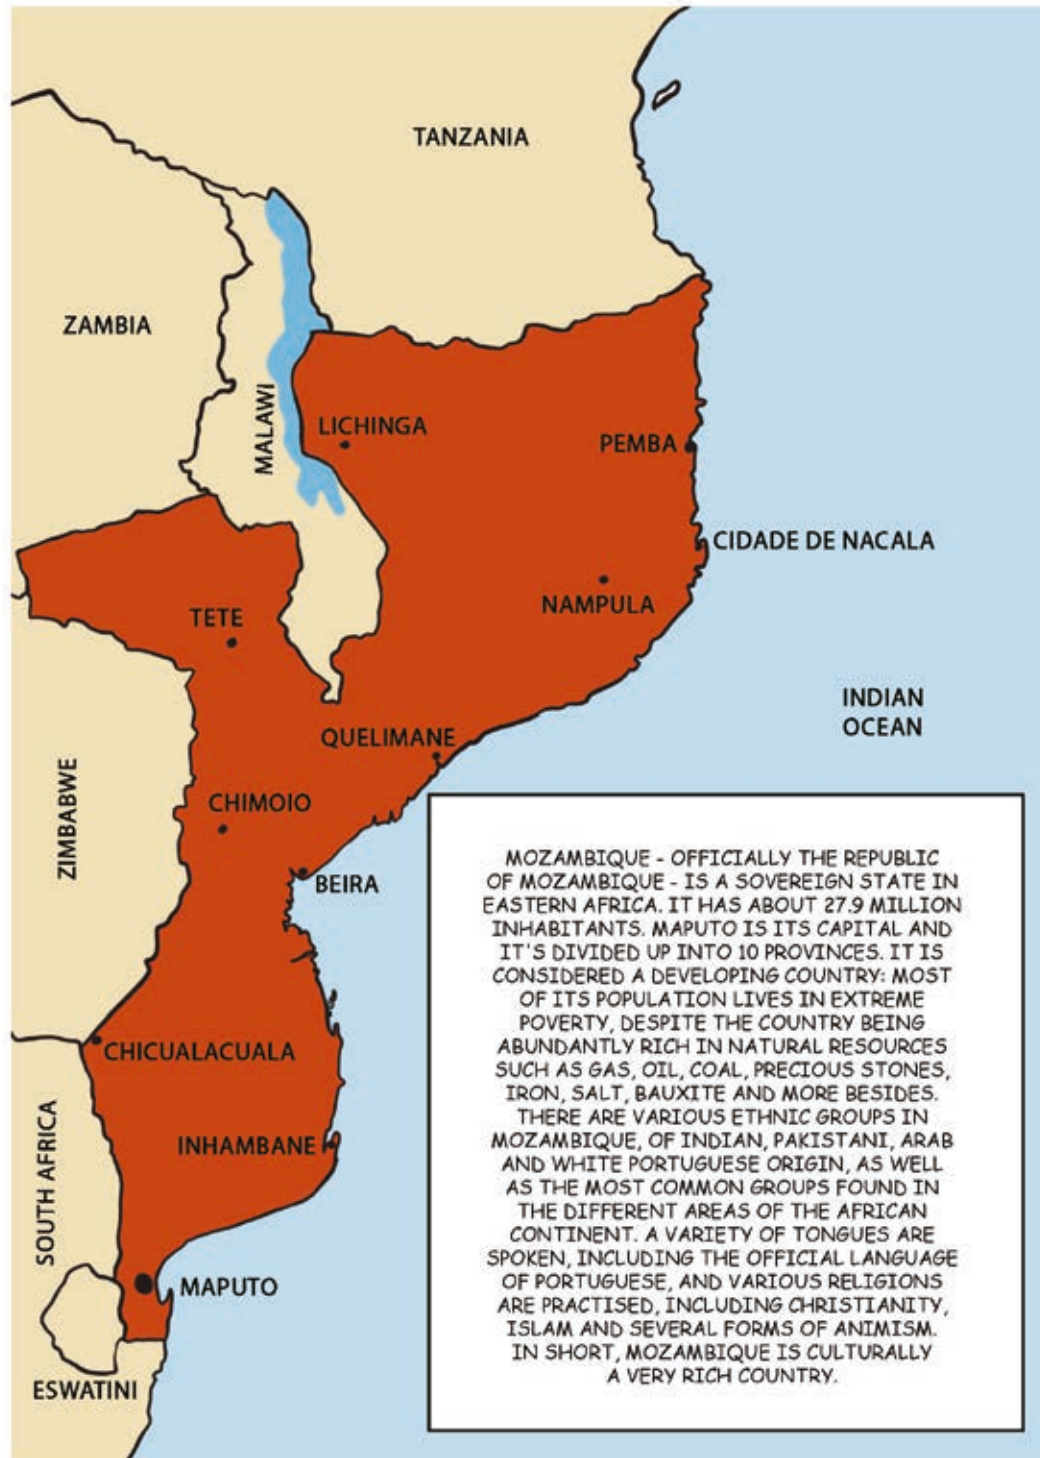 TANZANIA
ZAMBIA
MALAWI
LICHINGA
PEMBA
CIDADE DE NACALA
NAMPULA
TETE
INDIAN
OCEAN
QUELIMANE
ZIMBABWE
CHIMOIO
BEIRA
MOZAMBIQUE - OFFICIALLY THE REPUBLIC
OF MOZAMBIQUE - IS A SOVEREIGN STATE IN
EASTERN AFRICA. IT HAS ABOUT 27.9 MILLION
INHABITANTS. MAPUTO IS ITS CAPITAL AND
IT'S DIVIDED UP INTO 10 PROVINCES. IT IS
CONSIDERED A DEVELOPING COUNTRY: MOST
OF ITS POPULATION LIVES IN EXTREME
POVERTY, DESPITE THE COUNTRY BEING
ABUNDANTLY RICH IN NATURAL RESOURCES
SUCH AS GAS, OIL, COAL, PRECIOUS STONES,
IRON, SALT, BAUXITE AND MORE BESIDES.
THERE ARE VARIOUS ETHNIC GROUPS IN
MOZAMBIQUE, OF INDIAN, PAKISTANI, ARAB
AND WHITE PORTUGUESE ORIGIN, AS WELL
AS THE MOST COMMON GROUPS FOUND IN
THE DIFFERENT AREAS OF THE AFRICAN
CONTINENT. A VARIETY OF TONGUES ARE
SPOKEN, INCLUDING THE OFFICIAL LANGUAGE
OF PORTUGUESE, AND VARIOUS RELIGIONS
ARE PRACTISED, INCLUDING CHRISTIANITY,
ISLAM AND SEVERAL FORMS OF ANIMISM.
IN SHORT, MOZAMBIQUE IS CULTURALLY
A VERY RICH COUNTRY.
CHICUALACUALA
SOUTH AFRICA
INHAMBANE
MAPUTO
ESWATINI